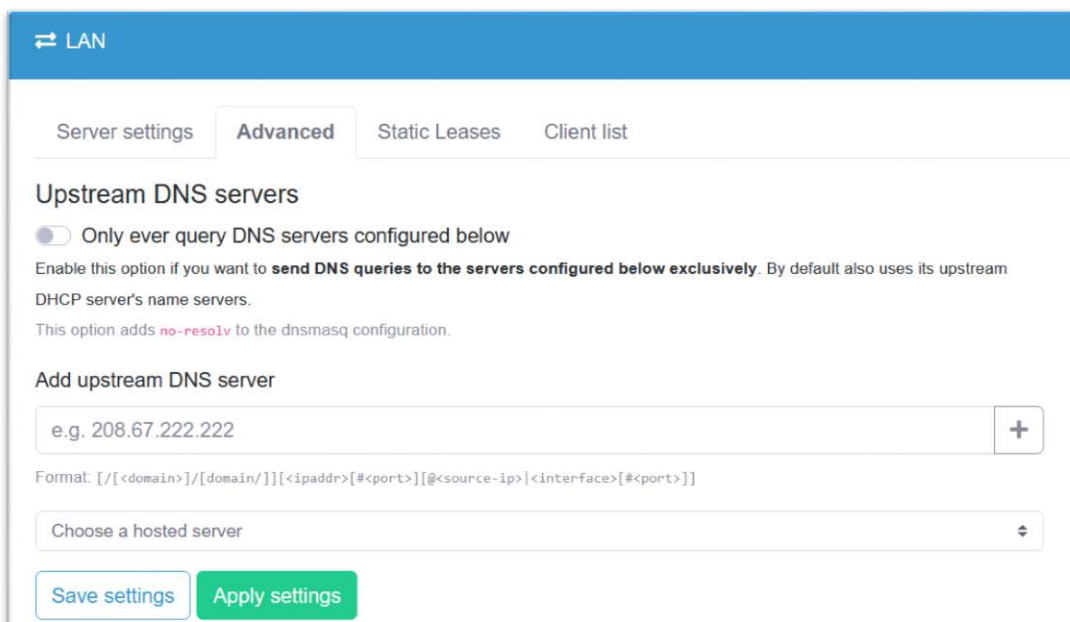 LAN
Server settings Advanced Static Leases Client list
Upstream DNS servers
Only ever query DNS servers configured below
Enable this option if you want to send DNS queries to the servers configured below exclusively. By default also uses its upstream
DHCP server's name servers.
This option adds no-resolv to the dnsmasq configuration.
Add upstream DNS server
e.g. 208.67.222.222 +
Format: [/[<domain>]/[domain/]][<ipaddr>[#<port>][@<source-ip>|<interface>[#<port>]]
Choose a hosted server
Save settings Apply settings